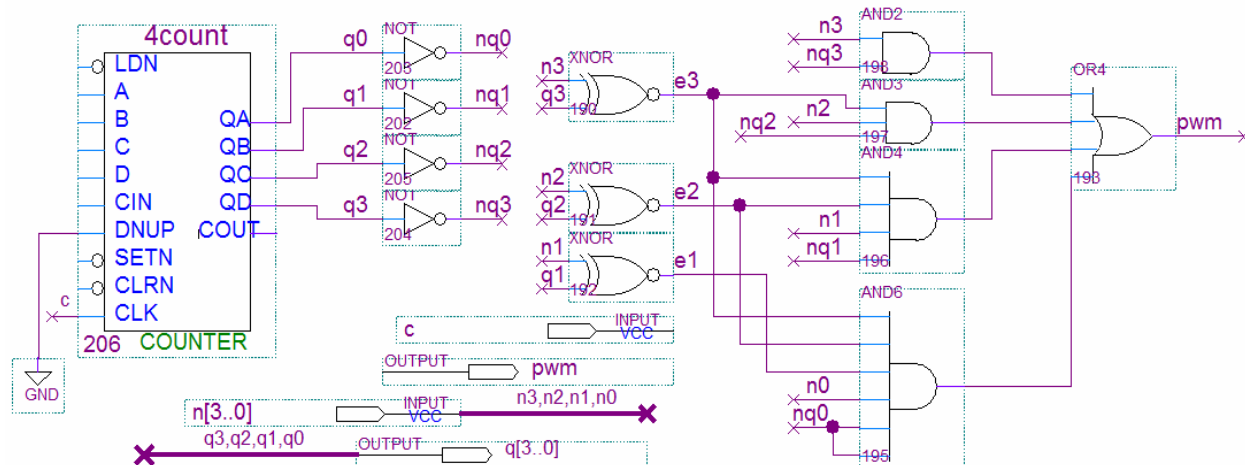 4count
LDN
A
B
C
D
CIN
DNUP
SETN
CLRN
CLK
QA
QB
QC
QD
COUT
206 COUNTER
c
GND
q0
NOT
203
nq0
q1
NOT
202
nq1
q2
NOT
205
nq2
q3
NOT
204
nq3
XNOR
n3
q3
190
e3
XNOR
n2
q2
191
e2
XNOR
n1
q1
192
e1
AND2
n3
nq3
198
AND3
n2
nq2
197
AND4
n1
nq1
196
AND6
n0
nq0
195
OR4
193
pwm
c INPUT
VCC
OUTPUT pwm
n[3..0] INPUT
VCC
n3,n2,n1,n0
q3,q2,q1,q0
OUTPUT q[3..0]